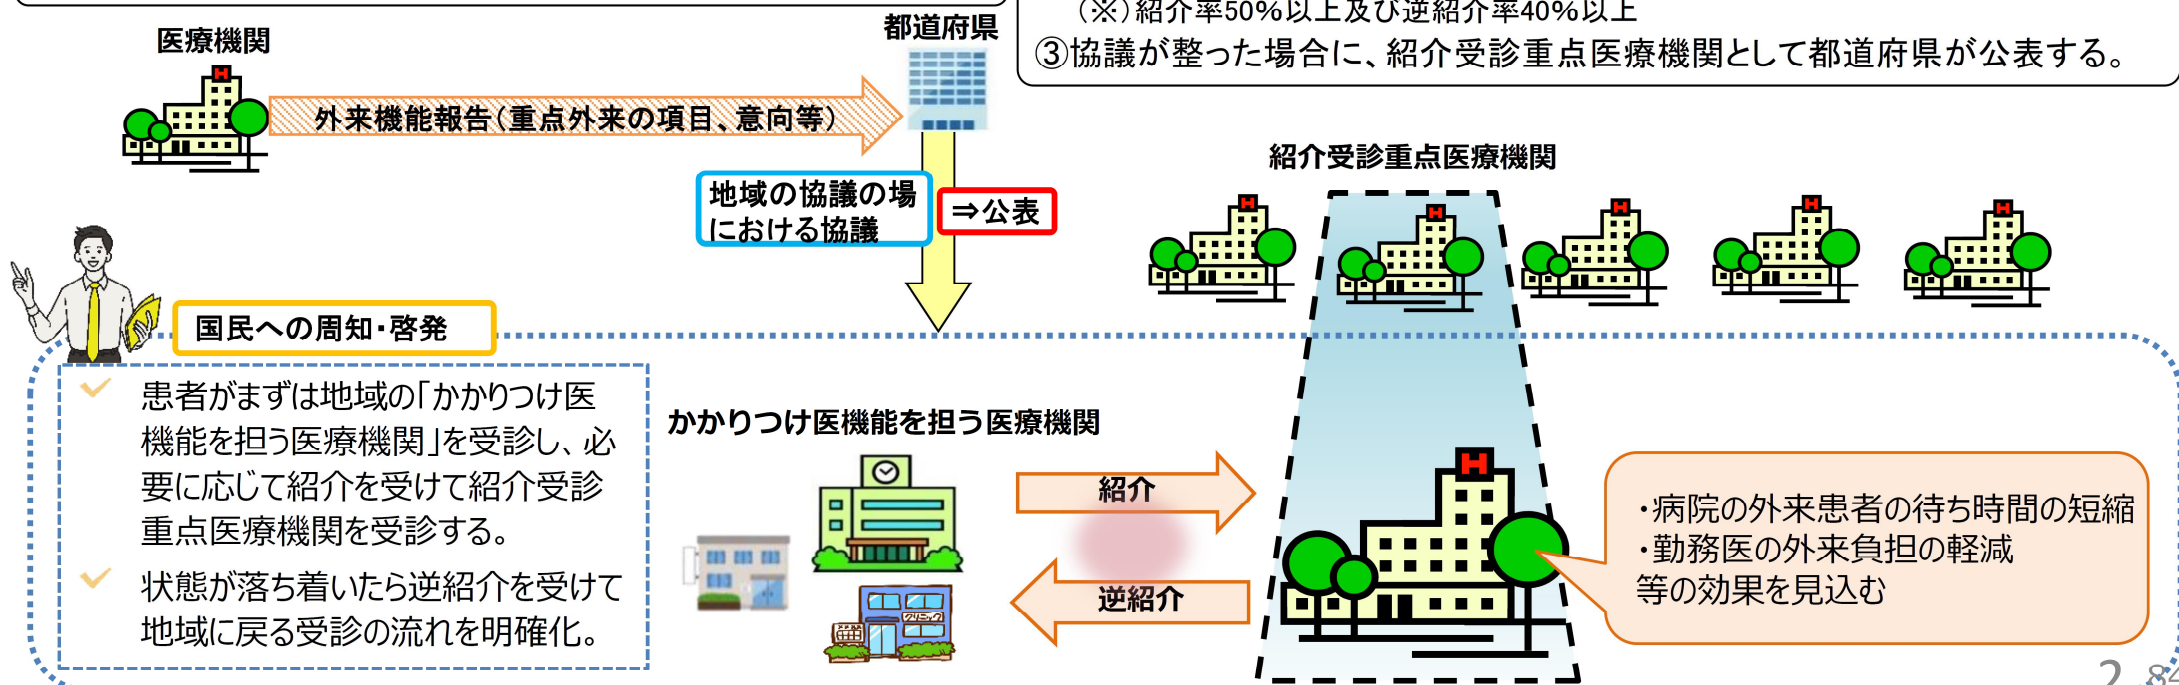 （※）紹介率50％以上及び逆紹介率40％以上
③協議が整った場合に、紹介受診重点医療機関として都道府県が公表する。
医療機関
都道府県
外来機能報告（重点外来の項目、意向等）
地域の協議の場
における協議
⇒公表
紹介受診重点医療機関
国民への周知・啓発
患者がまずは地域の「かかりつけ医
機能を担う医療機関」を受診し、必
要に応じて紹介を受けて紹介受診
重点医療機関を受診する。
状態が落ち着いたら逆紹介を受けて
地域に戻る受診の流れを明確化。
かかりつけ医機能を担う医療機関
クリニック
紹介
逆紹介
・病院の外来患者の待ち時間の短縮
・勤務医の外来負担の軽減
等の効果を見込む
2
84